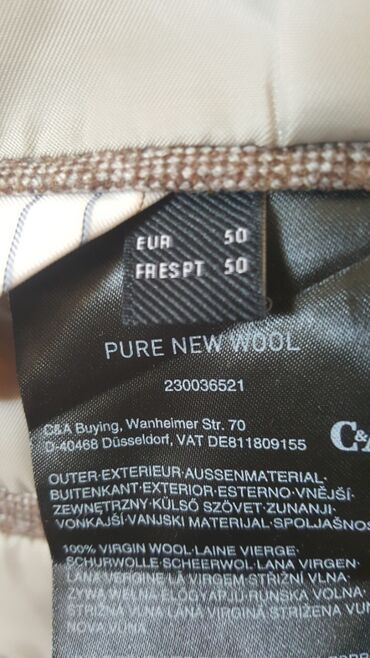 EUR 50
FRESPT 50
PURE NEW WOOL
230036521
C&A Buying, Wanheimer Str. 70
D-40468 Düsseldorf, VAT DE811809155
C&A
OUTER·EXTERIEUR·AUSSENMATERIAL·
BUITENKANT·EXTERIOR·ESTERNO·VNĚJŠÍ·
ZEWNĘTRZNY·KÜLSŐ SZÖVET·ZUNANJI·
VONKAJŠÍ·VANJSKI MATERIJAL·SPOLJAŠNOS
100% VIRGIN WOOL·LAINE VIERGE·
SCHURWOLLE·SCHEERWOL·LANA VIRGEN·
LANA VERGINE·LÃ VIRGEM·STŘIŽNÍ VLNA·
ŻYWA WEŁNA·ÉLŐGYAPJÚ·RUNSKA VOLNA·
STRIŽNÁ VLNA·LANĂ VIRGINĂ·STRIŽENA VUN
NOVA VUNA